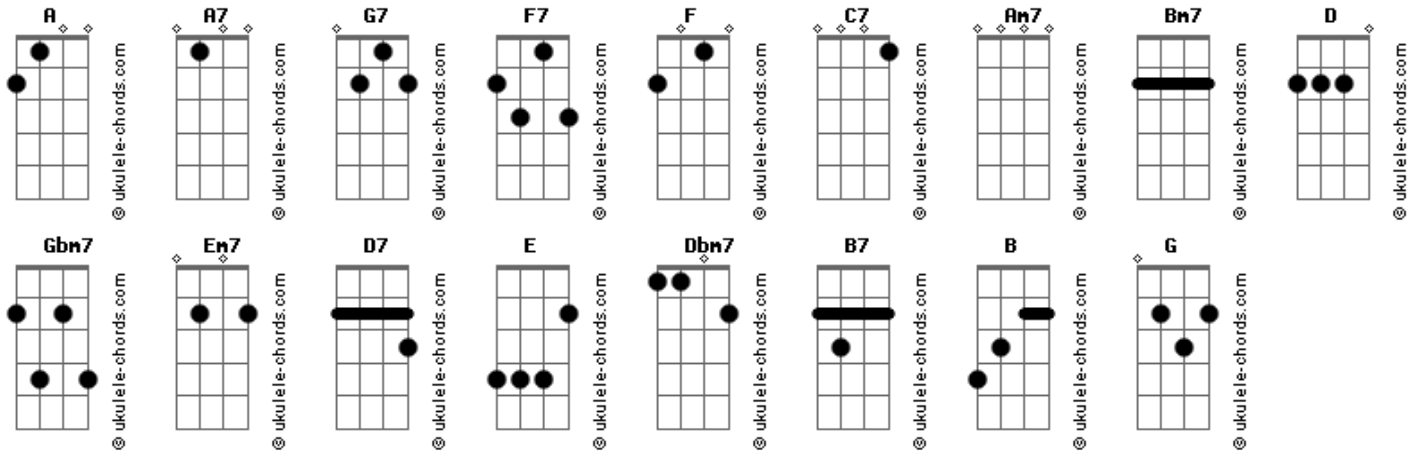 A A7 G7 F7 F C7 Am7 Bm7 D
© ukulele-chords.com © ukulele-chords.com © ukulele-chords.com © ukulele-chords.com © ukulele-chords.com © ukulele-chords.com © ukulele-chords.com © ukulele-chords.com © ukulele-chords.com
Gbm7 Em7 D7 E Dbm7 B7 B G
© ukulele-chords.com © ukulele-chords.com © ukulele-chords.com © ukulele-chords.com © ukulele-chords.com © ukulele-chords.com © ukulele-chords.com © ukulele-chords.com